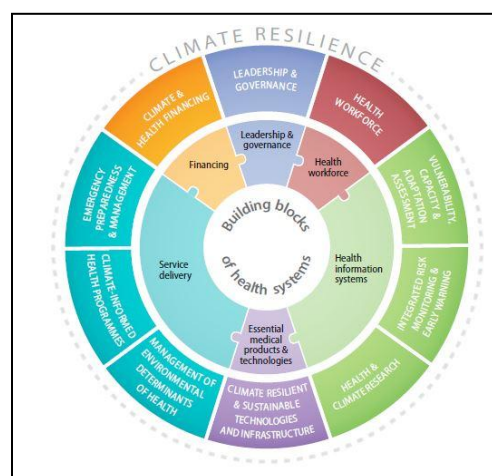 CLIMATE RESILIENCE
LEADERSHIP &
GOVERNANCE
HEALTH
WORKFORCE
VULNERABILITY,
CAPACITY &
ADAPTATION
ASSESSMENT
INTEGRATED RISK
MONITORING &
EARLY WARNING
HEALTH &
CLIMATE RESEARCH
CLIMATE RESILIENT
& SUSTAINABLE
TECHNOLOGIES
AND INFRASTRUCTURE
MANAGEMENT OF
ENVIRONMENTAL
DETERMINANTS
OF HEALTH
CLIMATE-INFORMED
HEALTH PROGRAMMES
EMERGENCY
PREPAREDNESS
& MANAGEMENT
CLIMATE &
HEALTH FINANCING
Leadership &
governance
Health
workforce
Health
information
systems
Essential
medical
products &
technologies
Service
delivery
Financing
Building blocks
of health systems